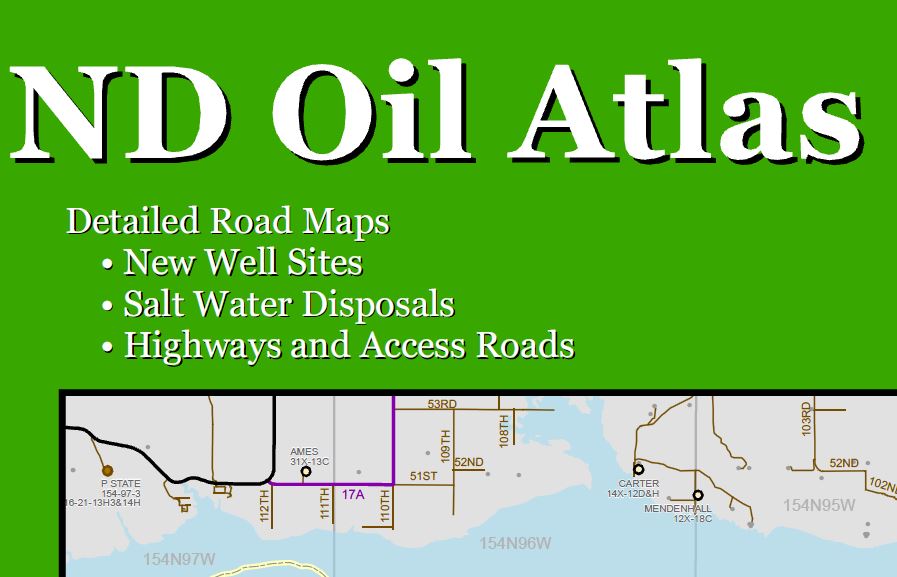 ND Oil Atlas
Detailed Road Maps
• New Well Sites
• Salt Water Disposals
• Highways and Access Roads
53RD
103RD
108TH
109TH
AMES
31X-13C
52ND
51ST
52ND
P STATE
154-97-3
16-21-13H3&14H
17A
112TH
111TH
110TH
CARTER
14X-12D&H
102ND
MENDENHALL
12X-18C
154N95W
154N96W
154N97W